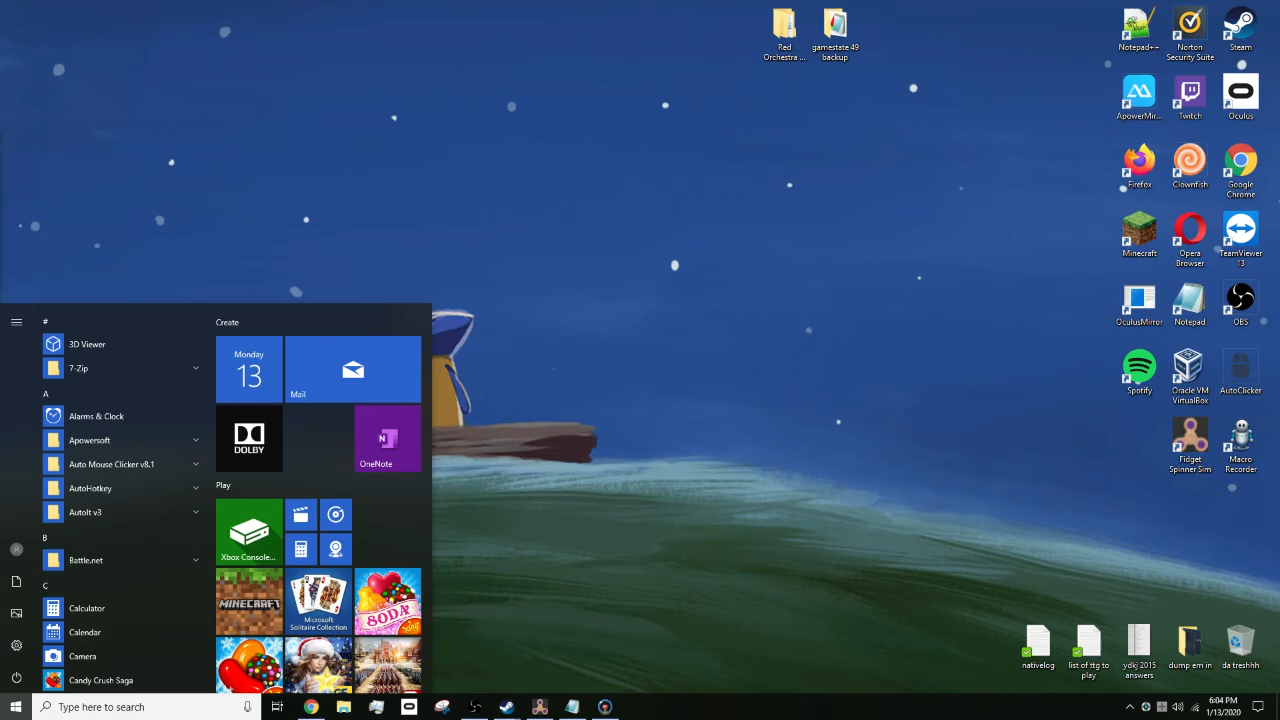 Red
Orchestra ...
gamestate 49
backup
Notepad++
Norton
Security Suite
Steam
ApowerMir...
Twitch
Oculus
Firefox
Clownfish
Google
Chrome
Minecraft
Opera
Browser
TeamViewer
13
OculusMirror
Notepad
OBS
Spotify
Oracle VM
VirtualBox
AutoClicker
Fidget
Spinner Sim
Macro
Recorder
#
3D Viewer
7-Zip
A
Alarms & Clock
Apowersoft
Auto Mouse Clicker v8.1
AutoHotkey
AutoIt v3
B
Battle.net
C
Calculator
Calendar
Camera
Candy Crush Saga
Create
Monday
13
Mail
DOLBY
N
OneNote
Play
Xbox Console...
MINECRAFT
Microsoft
Solitaire Collection
SODA
King
nativelog
list of ttg to
play
ydkj 2015
answers
dump em in
da treshhh
Type here to search
6:04 PM
1/13/2020